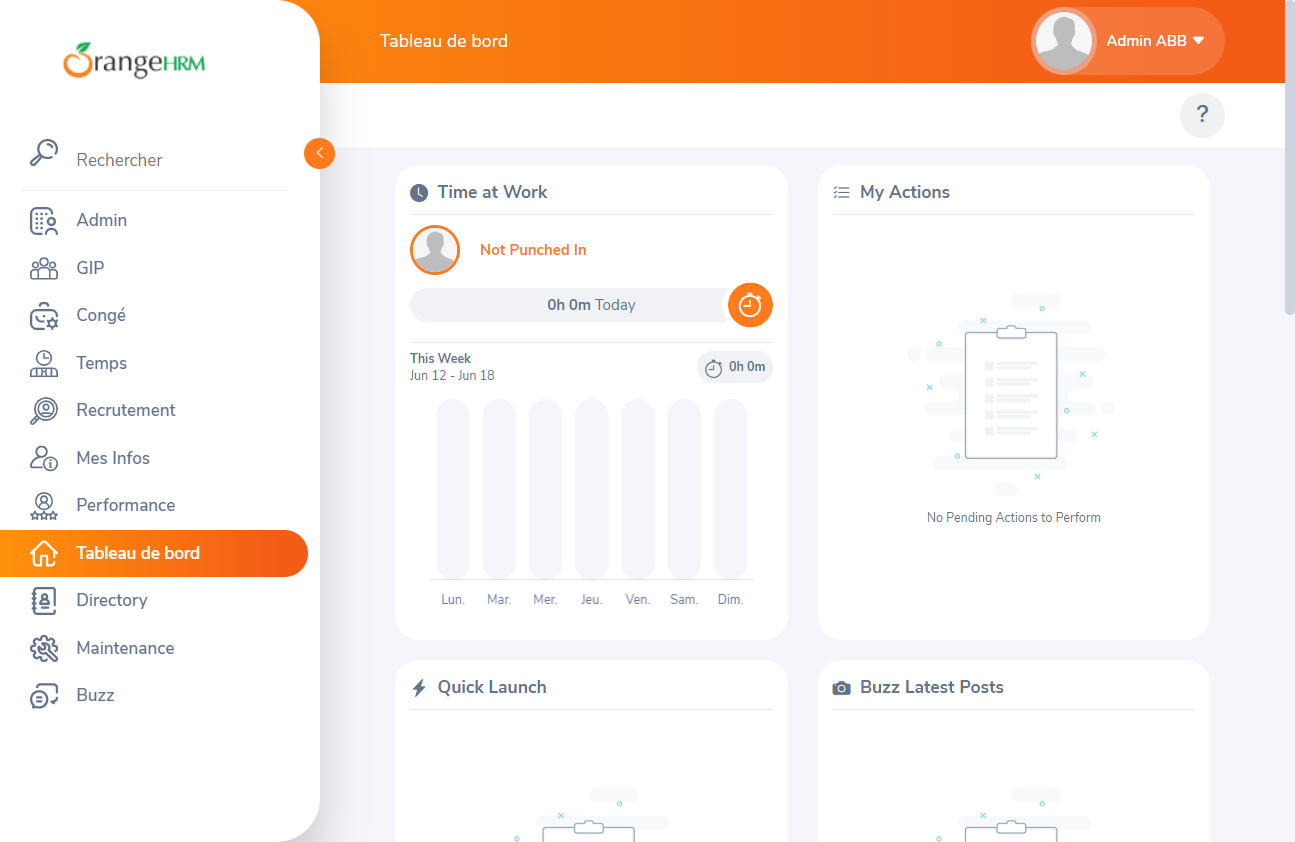 OrangeHRM
Rechercher
Admin
GIP
Congé
Temps
Recrutement
Mes Infos
Performance
Tableau de bord
Directory
Maintenance
Buzz
Tableau de bord
Admin ABB
?
Time at Work
Not Punched In
0h 0m Today
This Week
Jun 12 - Jun 18
0h 0m
Lun. Mar. Mer. Jeu. Ven. Sam. Dim.
My Actions
No Pending Actions to Perform
Quick Launch
Buzz Latest Posts